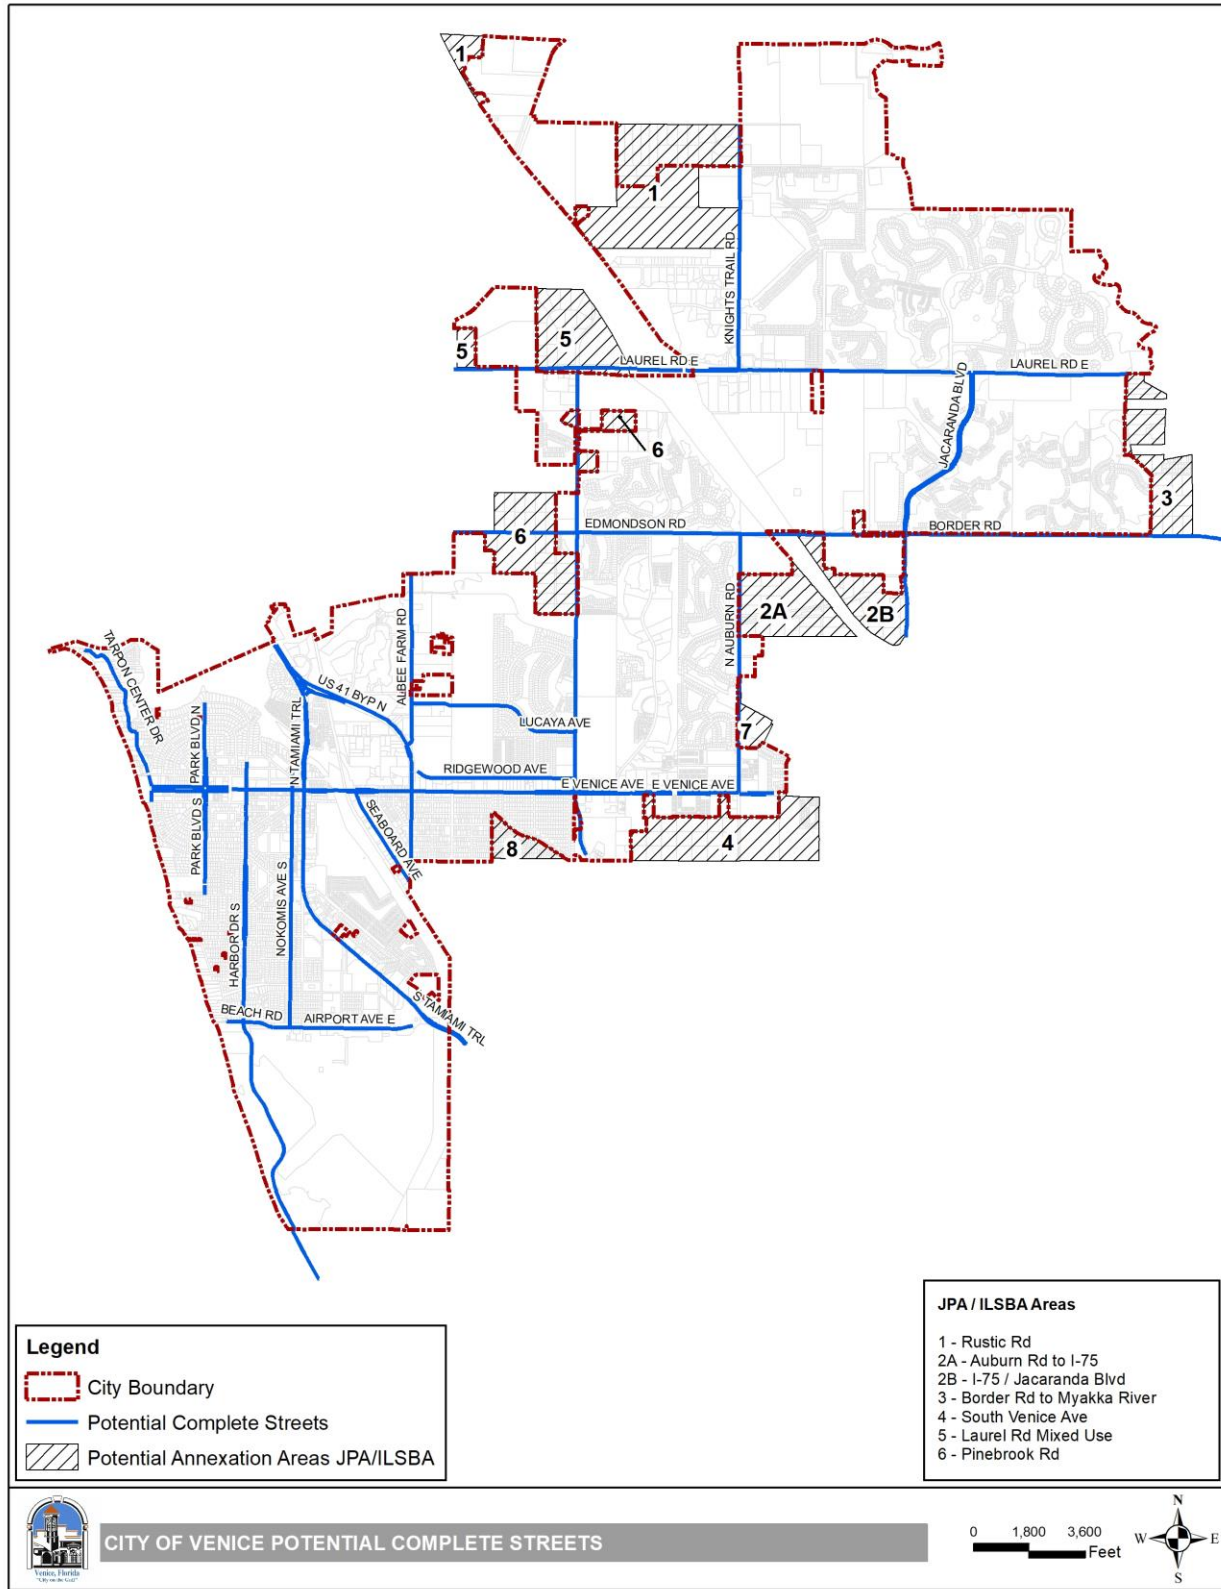 1
1
KNIGHTS TRAIL RD
5
5
LAUREL RD E
LAUREL RD E
JACARANDA BLVD
6
3
EDMONDSON RD
BORDER RD
6
2A
2B
N AUBURN RD
ALBEE FARM RD
TARPON CENTER DR
US 41 BYP N
N TAMIAMI TRL
PARK BLVD N
LUCAYA AVE
7
RIDGEWOOD AVE
E VENICE AVE
E VENICE AVE
SEABOARD AVE
PARK BLVD S
8
4
NOKOMIS AVE S
HARBOR DR S
BEACH RD
AIRPORT AVE E
S TAMIAMI TRL
JPA / ILSBA Areas
1 - Rustic Rd
2A - Auburn Rd to I-75
2B - I-75 / Jacaranda Blvd
3 - Border Rd to Myakka River
4 - South Venice Ave
5 - Laurel Rd Mixed Use
6 - Pinebrook Rd
Legend
City Boundary
Potential Complete Streets
Potential Annexation Areas JPA/ILSBA
Venice, Florida
"City on the Gulf"
CITY OF VENICE POTENTIAL COMPLETE STREETS
0 1,800 3,600
Feet
N
W E
S